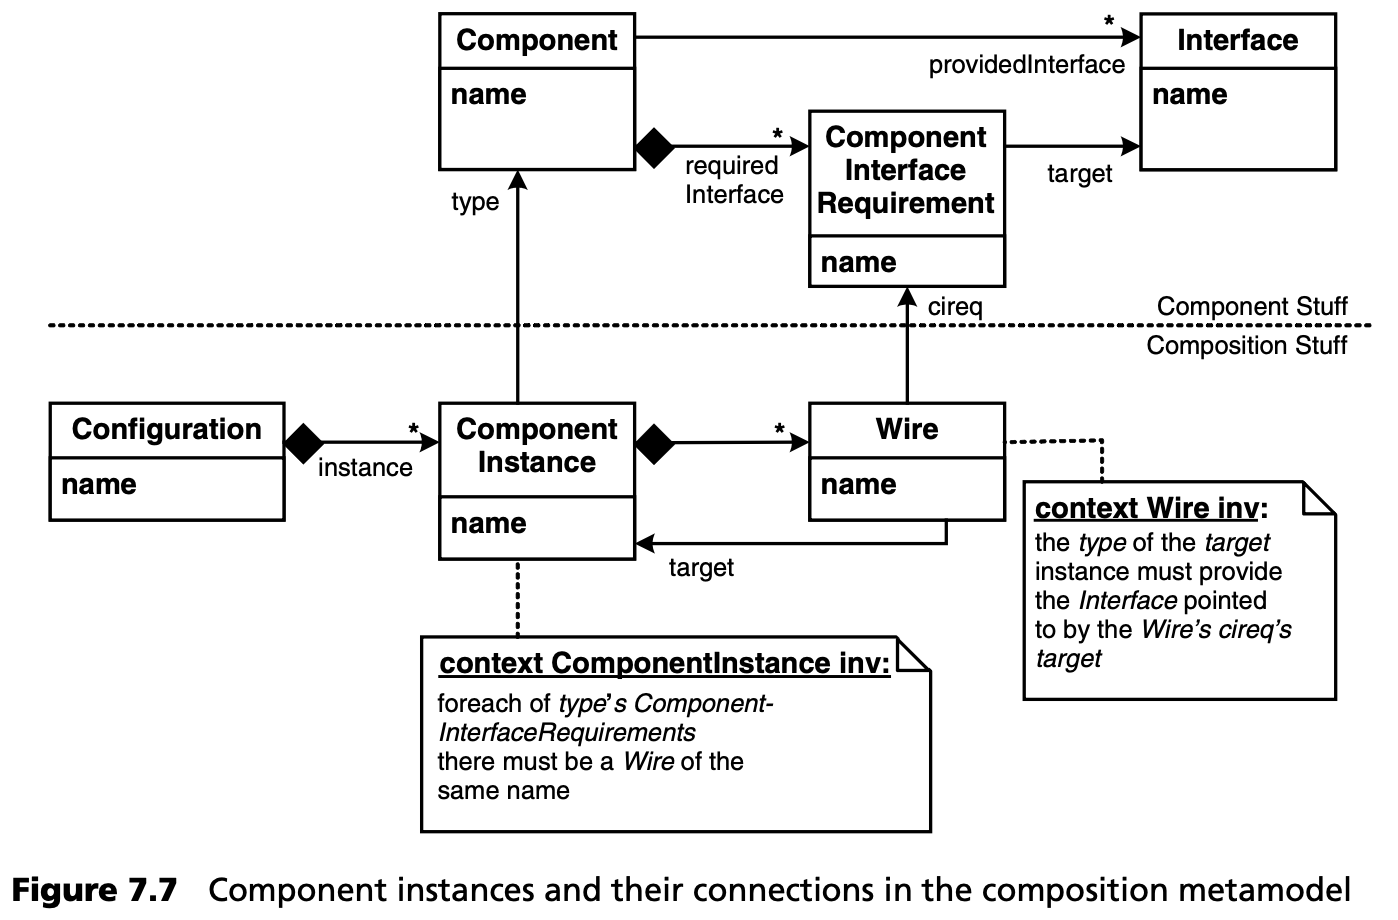 Component
name
*
providedInterface
Interface
name
*
required
Interface
Component
Interface
Requirement
name
target
type
cireq
Component Stuff
Composition Stuff
Configuration
name
*
instance
Component
Instance
name
*
Wire
name
target
context Wire inv:
the type of the target
instance must provide
the Interface pointed
to by the Wire's cireq's
target
context ComponentInstance inv:
foreach of type's Component-
InterfaceRequirements
there must be a Wire of the
same name
Figure 7.7 Component instances and their connections in the composition metamodel